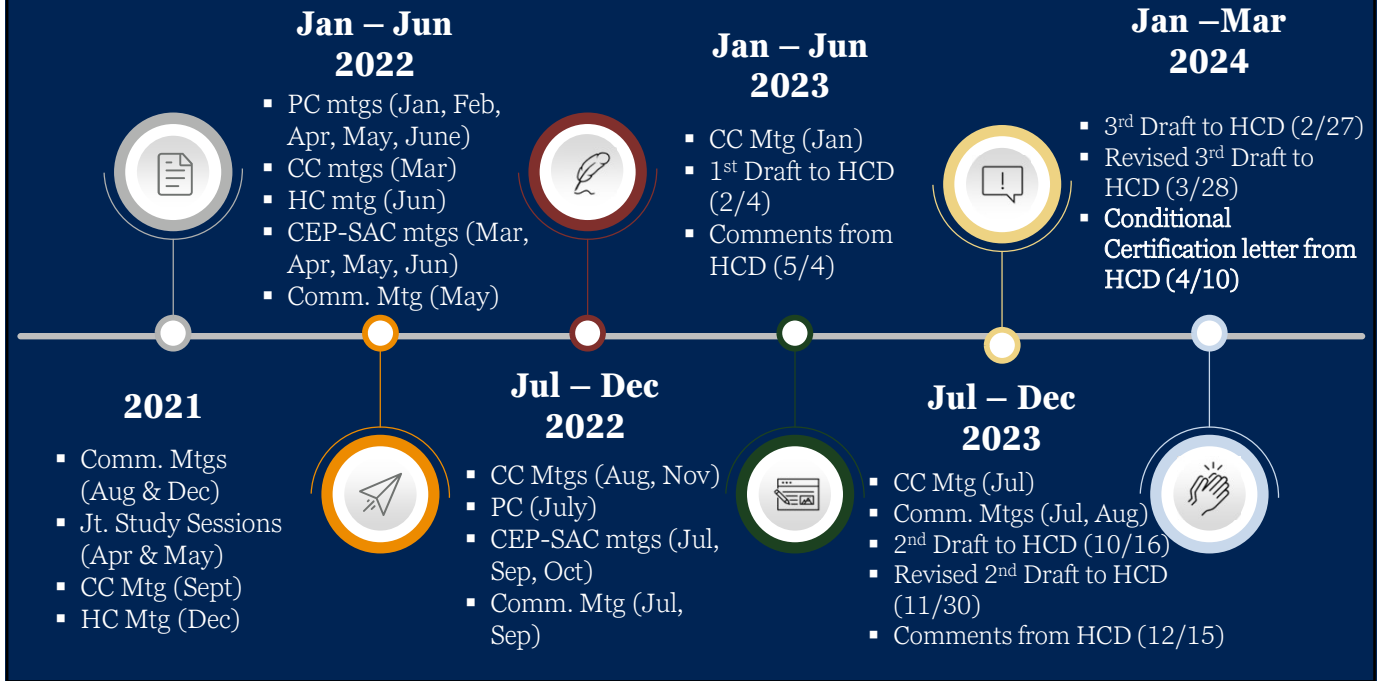 Jan – Jun
2022
▪ PC mtgs (Jan, Feb,
Apr, May, June)
▪ CC mtgs (Mar)
▪ HC mtg (Jun)
▪ CEP-SAC mtgs (Mar,
Apr, May, Jun)
▪ Comm. Mtg (May)
Jan – Jun
2023
▪ CC Mtg (Jan)
▪ 1st Draft to HCD
(2/4)
▪ Comments from
HCD (5/4)
Jan –Mar
2024
▪ 3rd Draft to HCD (2/27)
▪ Revised 3rd Draft to
HCD (3/28)
▪ Conditional
Certification letter from
HCD (4/10)
2021
▪ Comm. Mtgs
(Aug & Dec)
▪ Jt. Study Sessions
(Apr & May)
▪ CC Mtg (Sept)
▪ HC Mtg (Dec)
Jul – Dec
2022
▪ CC Mtgs (Aug, Nov)
▪ PC (July)
▪ CEP-SAC mtgs (Jul,
Sep, Oct)
▪ Comm. Mtg (Jul,
Sep)
Jul – Dec
2023
▪ CC Mtg (Jul)
▪ Comm. Mtgs (Jul, Aug)
▪ 2nd Draft to HCD (10/16)
▪ Revised 2nd Draft to HCD
(11/30)
▪ Comments from HCD (12/15)